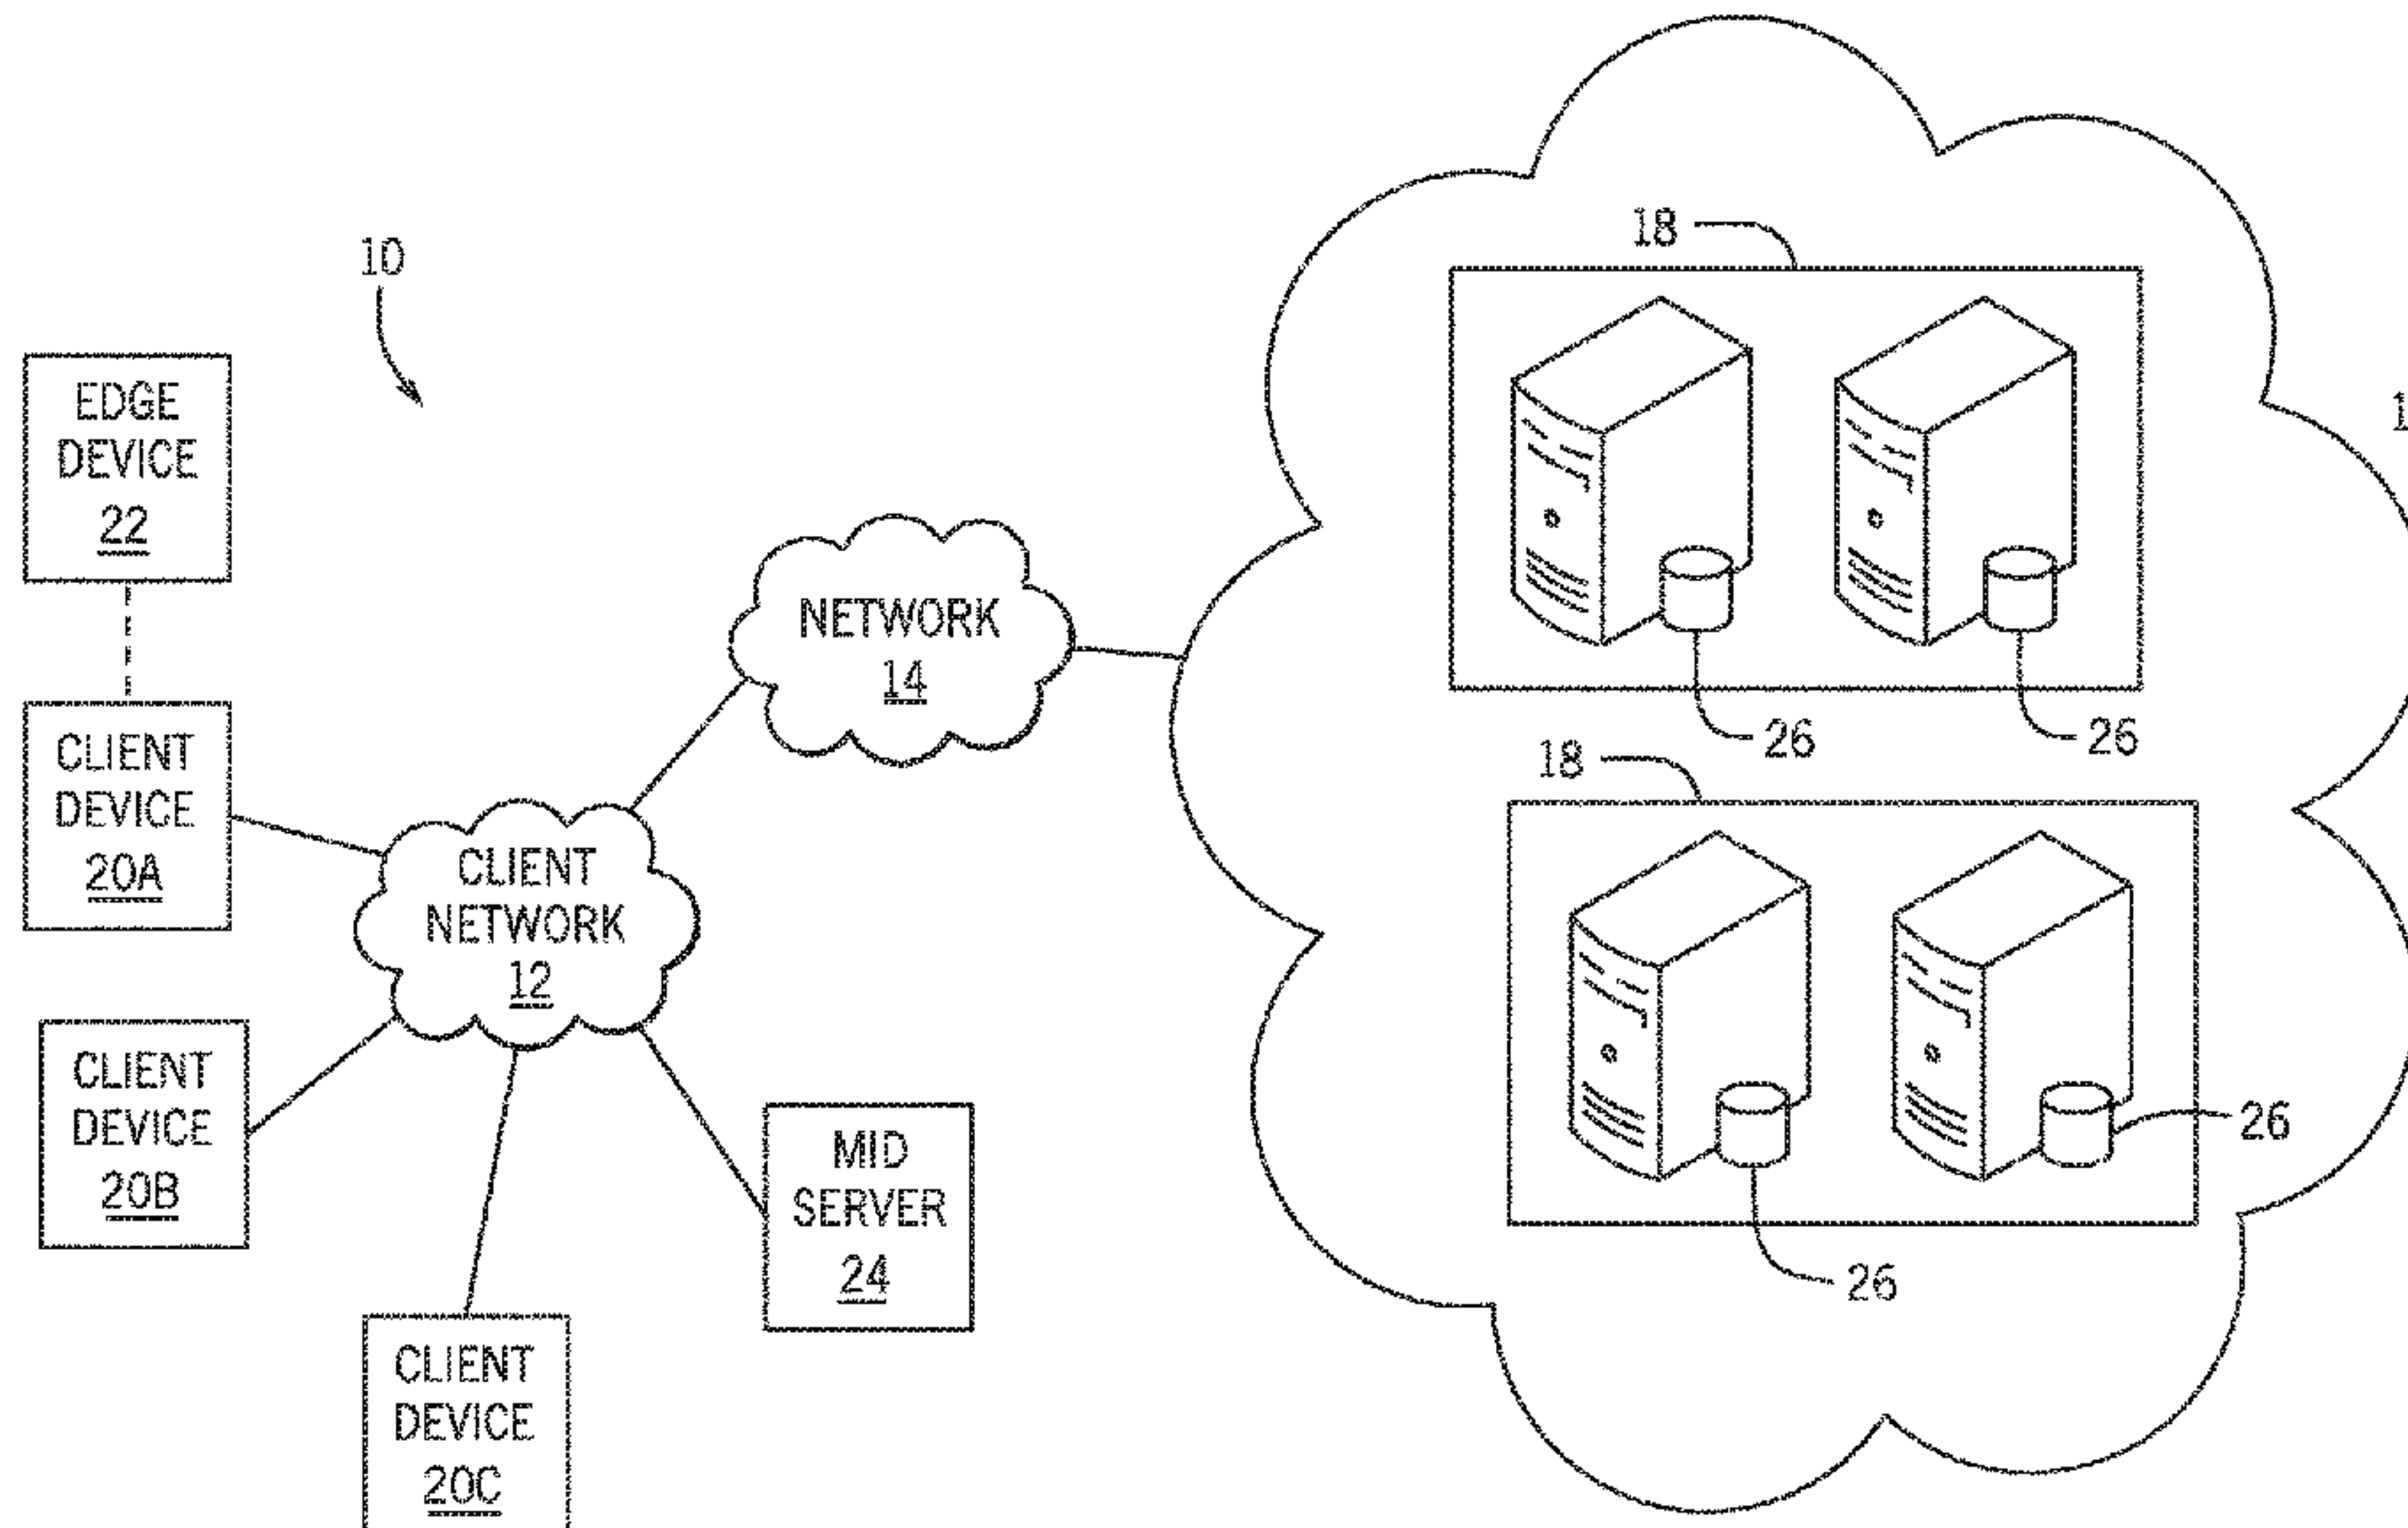 10
EDGE
DEVICE
22
CLIENT
DEVICE
20A
CLIENT
DEVICE
20B
CLIENT
DEVICE
20C
CLIENT
NETWORK
12
MID
SERVER
24
NETWORK
14
18
26
26
18
26
26